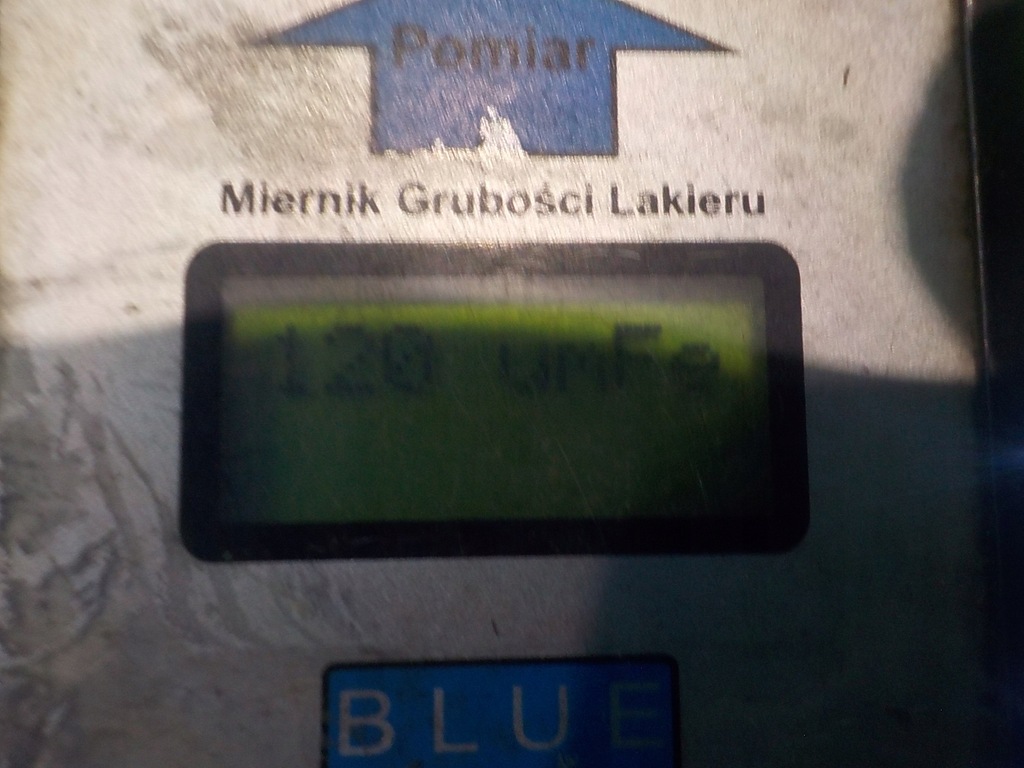 Pomiar
Miernik Grubości Lakieru
120 umFe
BLUE